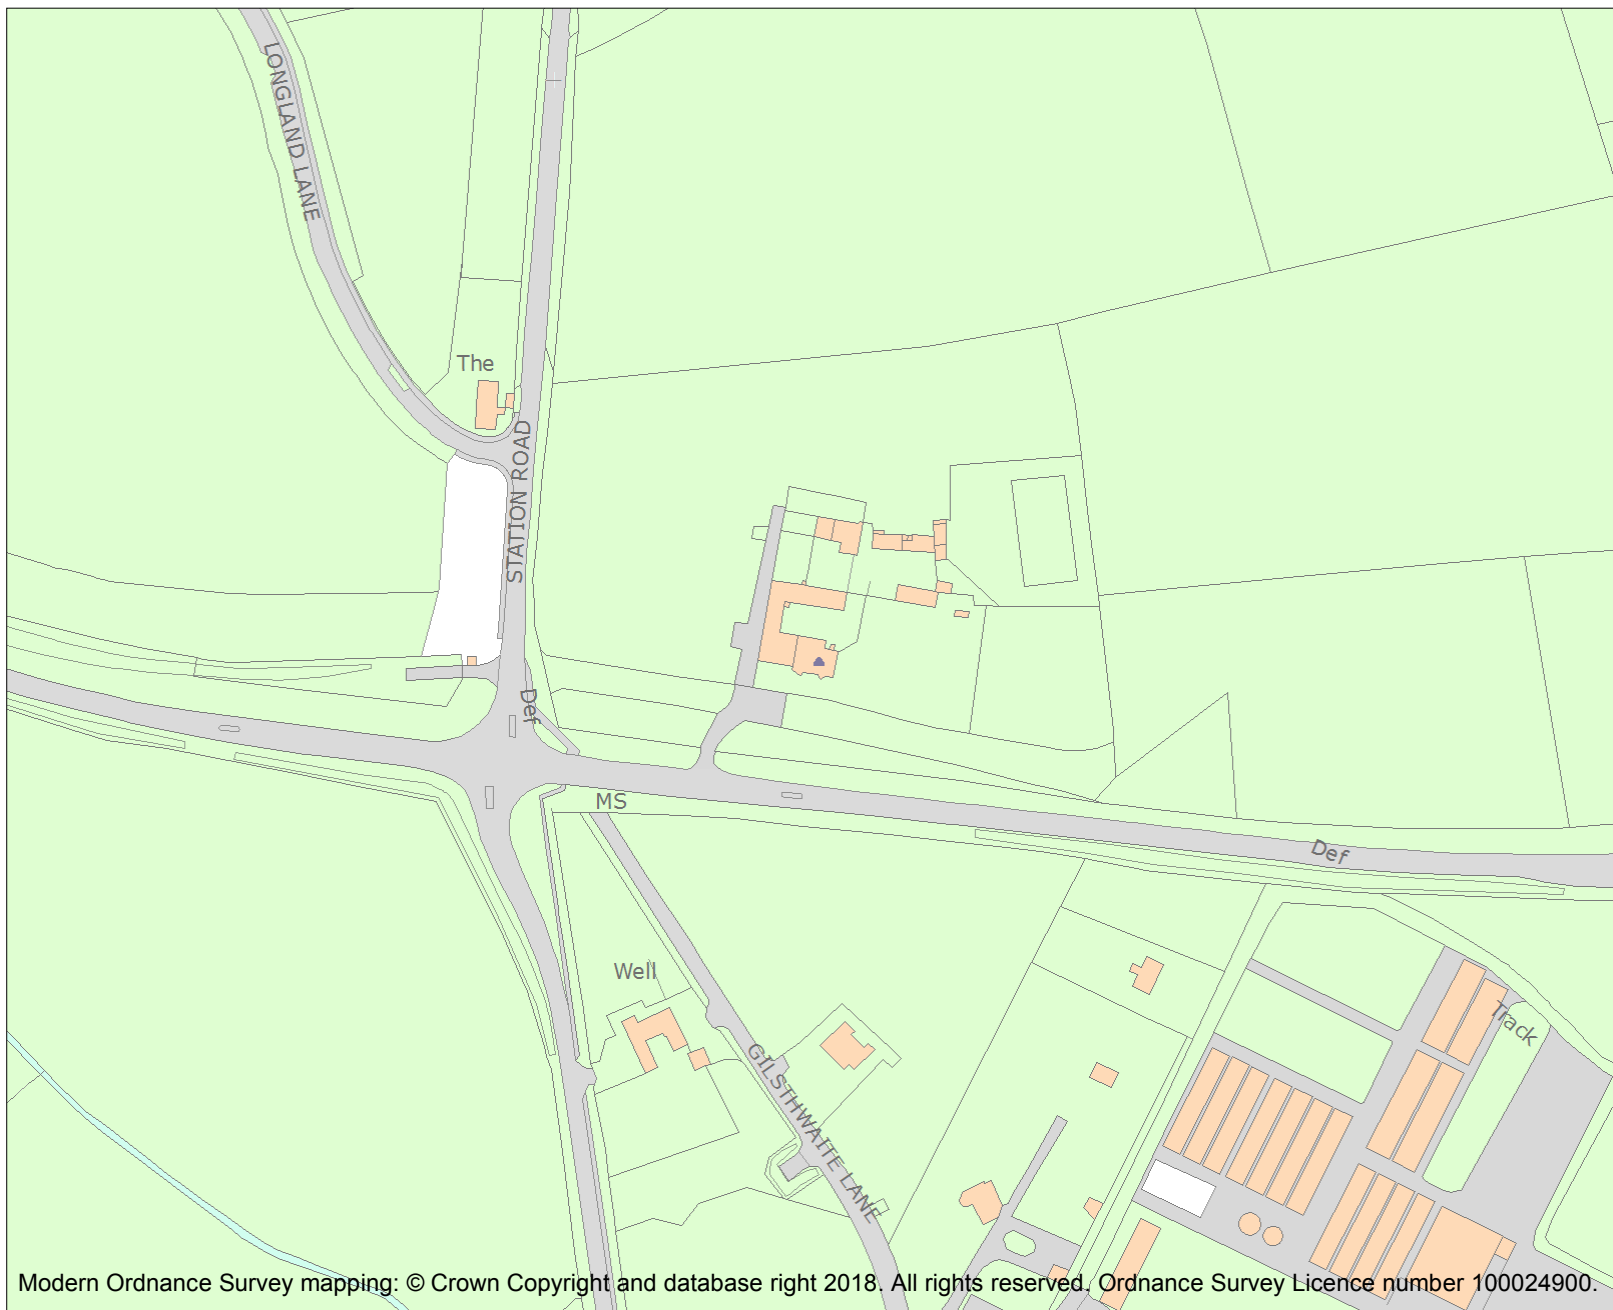 LONGLAND LANE
The
STATION ROAD
Def
MS
Def
Well
Track
GILSTHWAITE LANE
Modern Ordnance Survey mapping: © Crown Copyright and database right 2018. All rights reserved. Ordnance Survey Licence number 100024900.